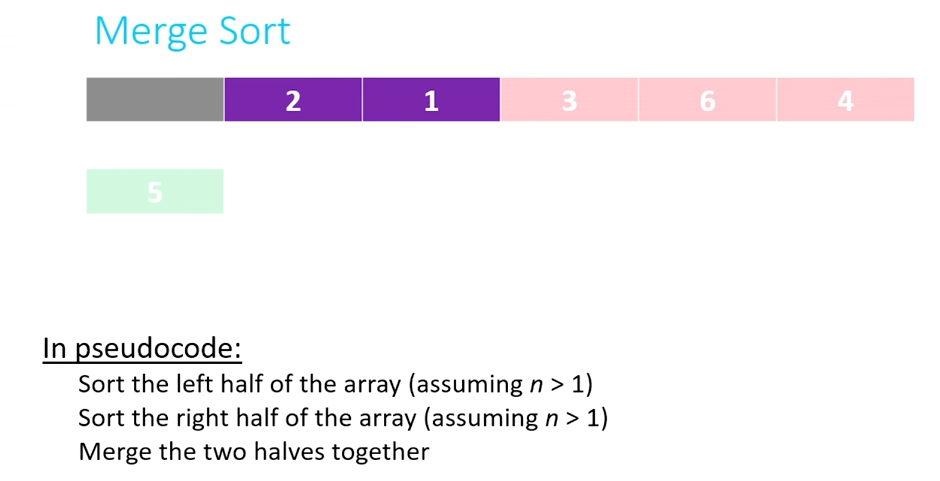 Merge Sort
2 1 3 6 4
5
In pseudocode:
Sort the left half of the array (assuming n > 1)
Sort the right half of the array (assuming n > 1)
Merge the two halves together